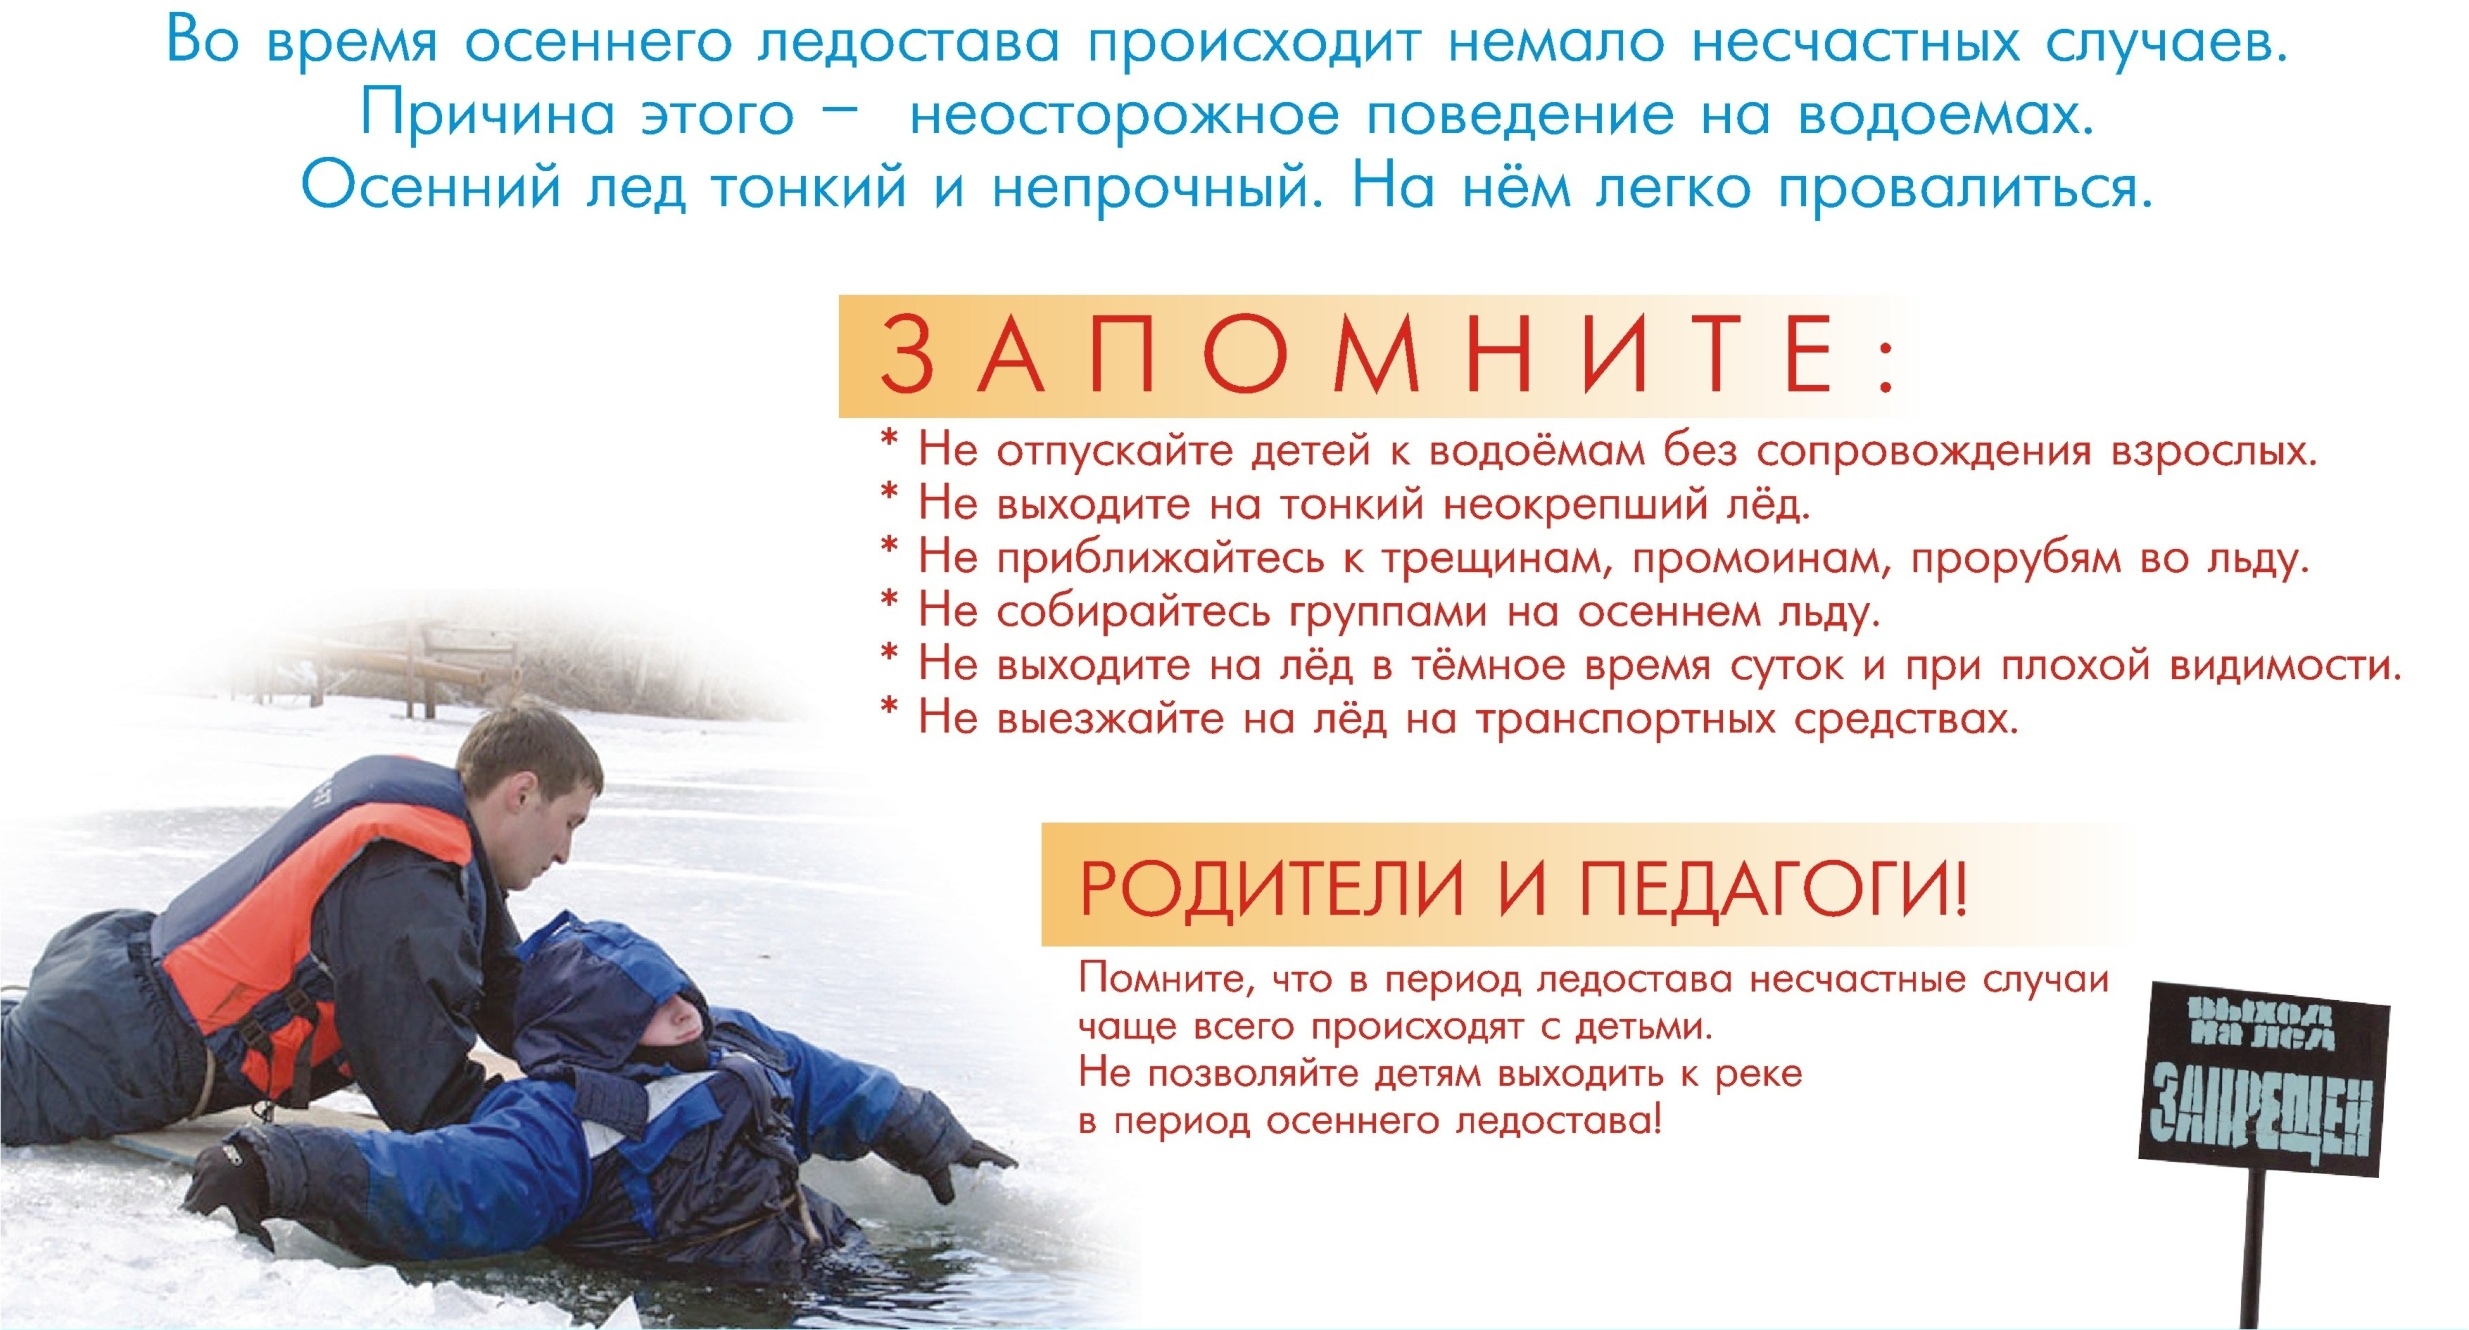 Во время осеннего ледостава происходит немало несчастных случаев.
Причина этого – неосторожное поведение на водоемах.
Осенний лед тонкий и непрочный. На нём легко провалиться.
ЗАПОМНИТЕ:
* Не отпускайте детей к водоёмам без сопровождения взрослых.
* Не выходите на тонкий неокрепший лёд.
* Не приближайтесь к трещинам, промоинам, прорубям во льду.
* Не собирайтесь группами на осеннем льду.
* Не выходите на лёд в тёмное время суток и при плохой видимости.
* Не выезжайте на лёд на транспортных средствах.
РОДИТЕЛИ И ПЕДАГОГИ!
Помните, что в период ледостава несчастные случаи
чаще всего происходят с детьми.
Не позволяйте детям выходить к реке
в период осеннего ледостава!
ВЫХОД
НА ЛЕД
ЗАПРЕЩЕН